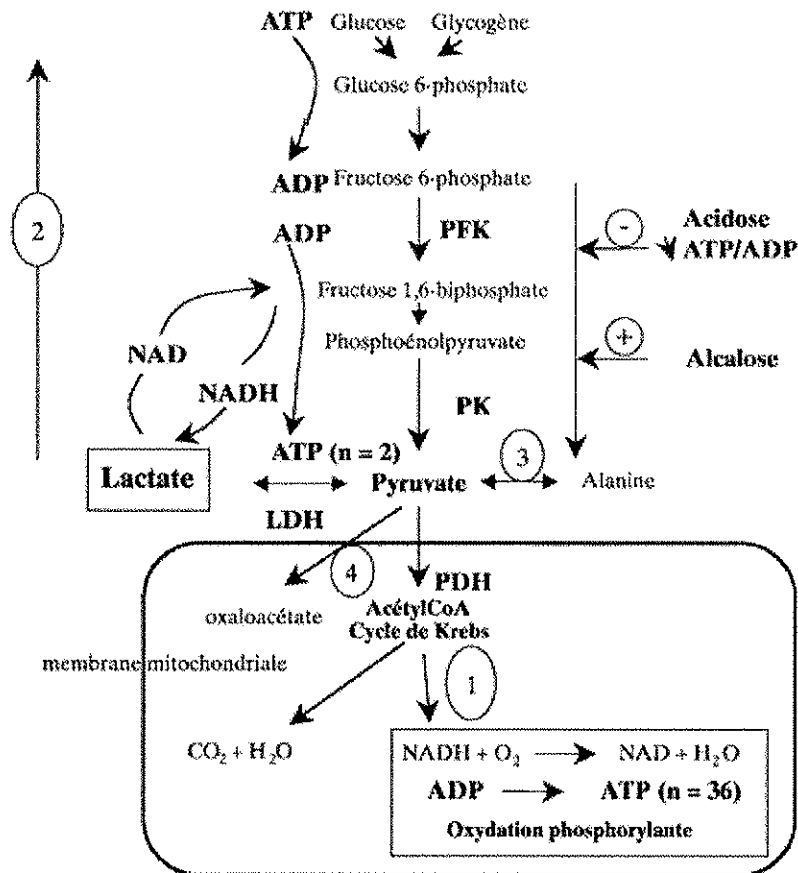 ATP Glucose Glycogène
Glucose 6-phosphate
ADP Fructose 6-phosphate
2
ADP PFK
-
Acidose
ATP/ADP
Fructose 1,6-biphosphate
Phosphoénolpyruvate
+
Alcalose
NAD
NADH
PK
ATP (n = 2)
3
Lactate
Pyruvate
Alanine
LDH
4
PDH
oxaloacétate
AcétylCoA
Cycle de Krebs
membrane mitochondriale
1
CO₂ + H₂O
NADH + O₂ NAD + H₂O
ADP ATP (n = 36)
Oxydation phosphorylante